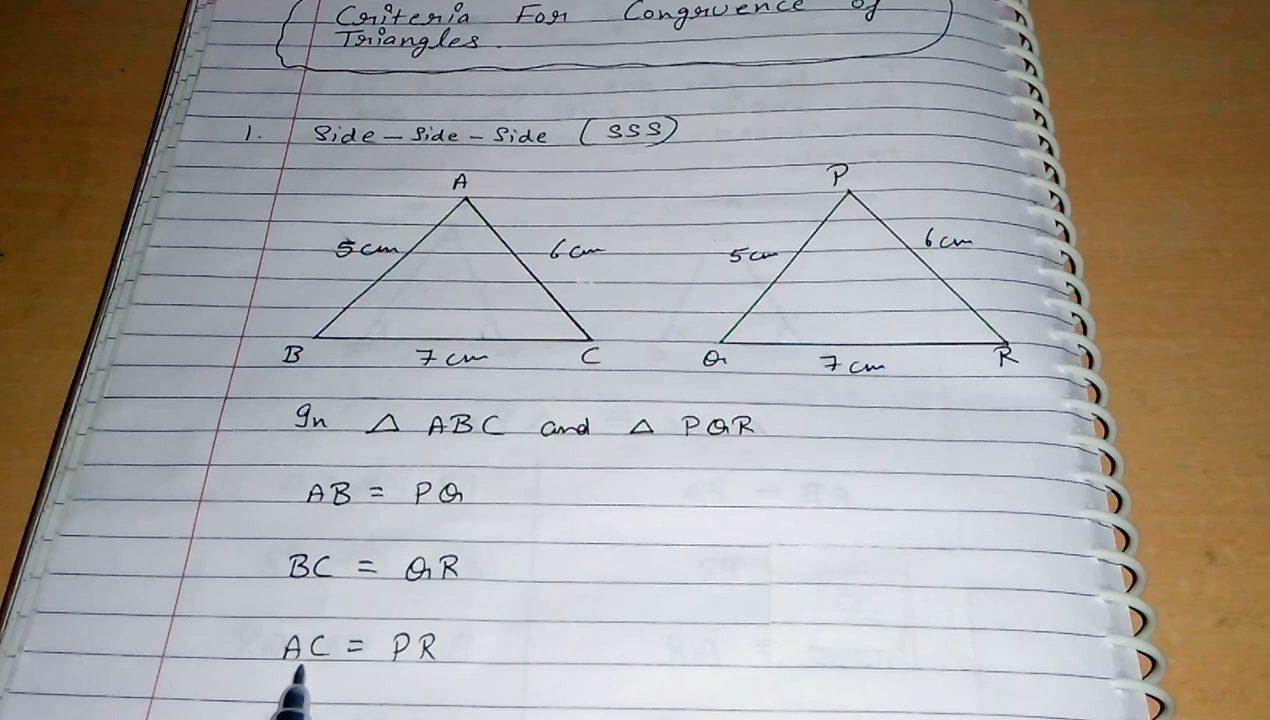 Criteria For Congruence of
Triangles.
1. Side - Side - Side (SSS)
A
P
5cm
6cm
5cm
6cm
B
7cm
C
Q
7cm
R
In △ ABC and △ PQR
AB = PQ
BC = QR
AC = PR